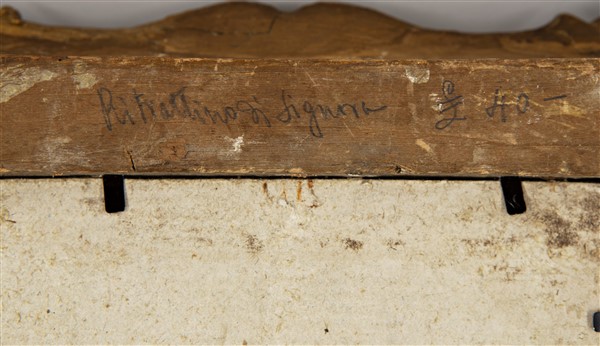 Ritrattino di Signora 40 -